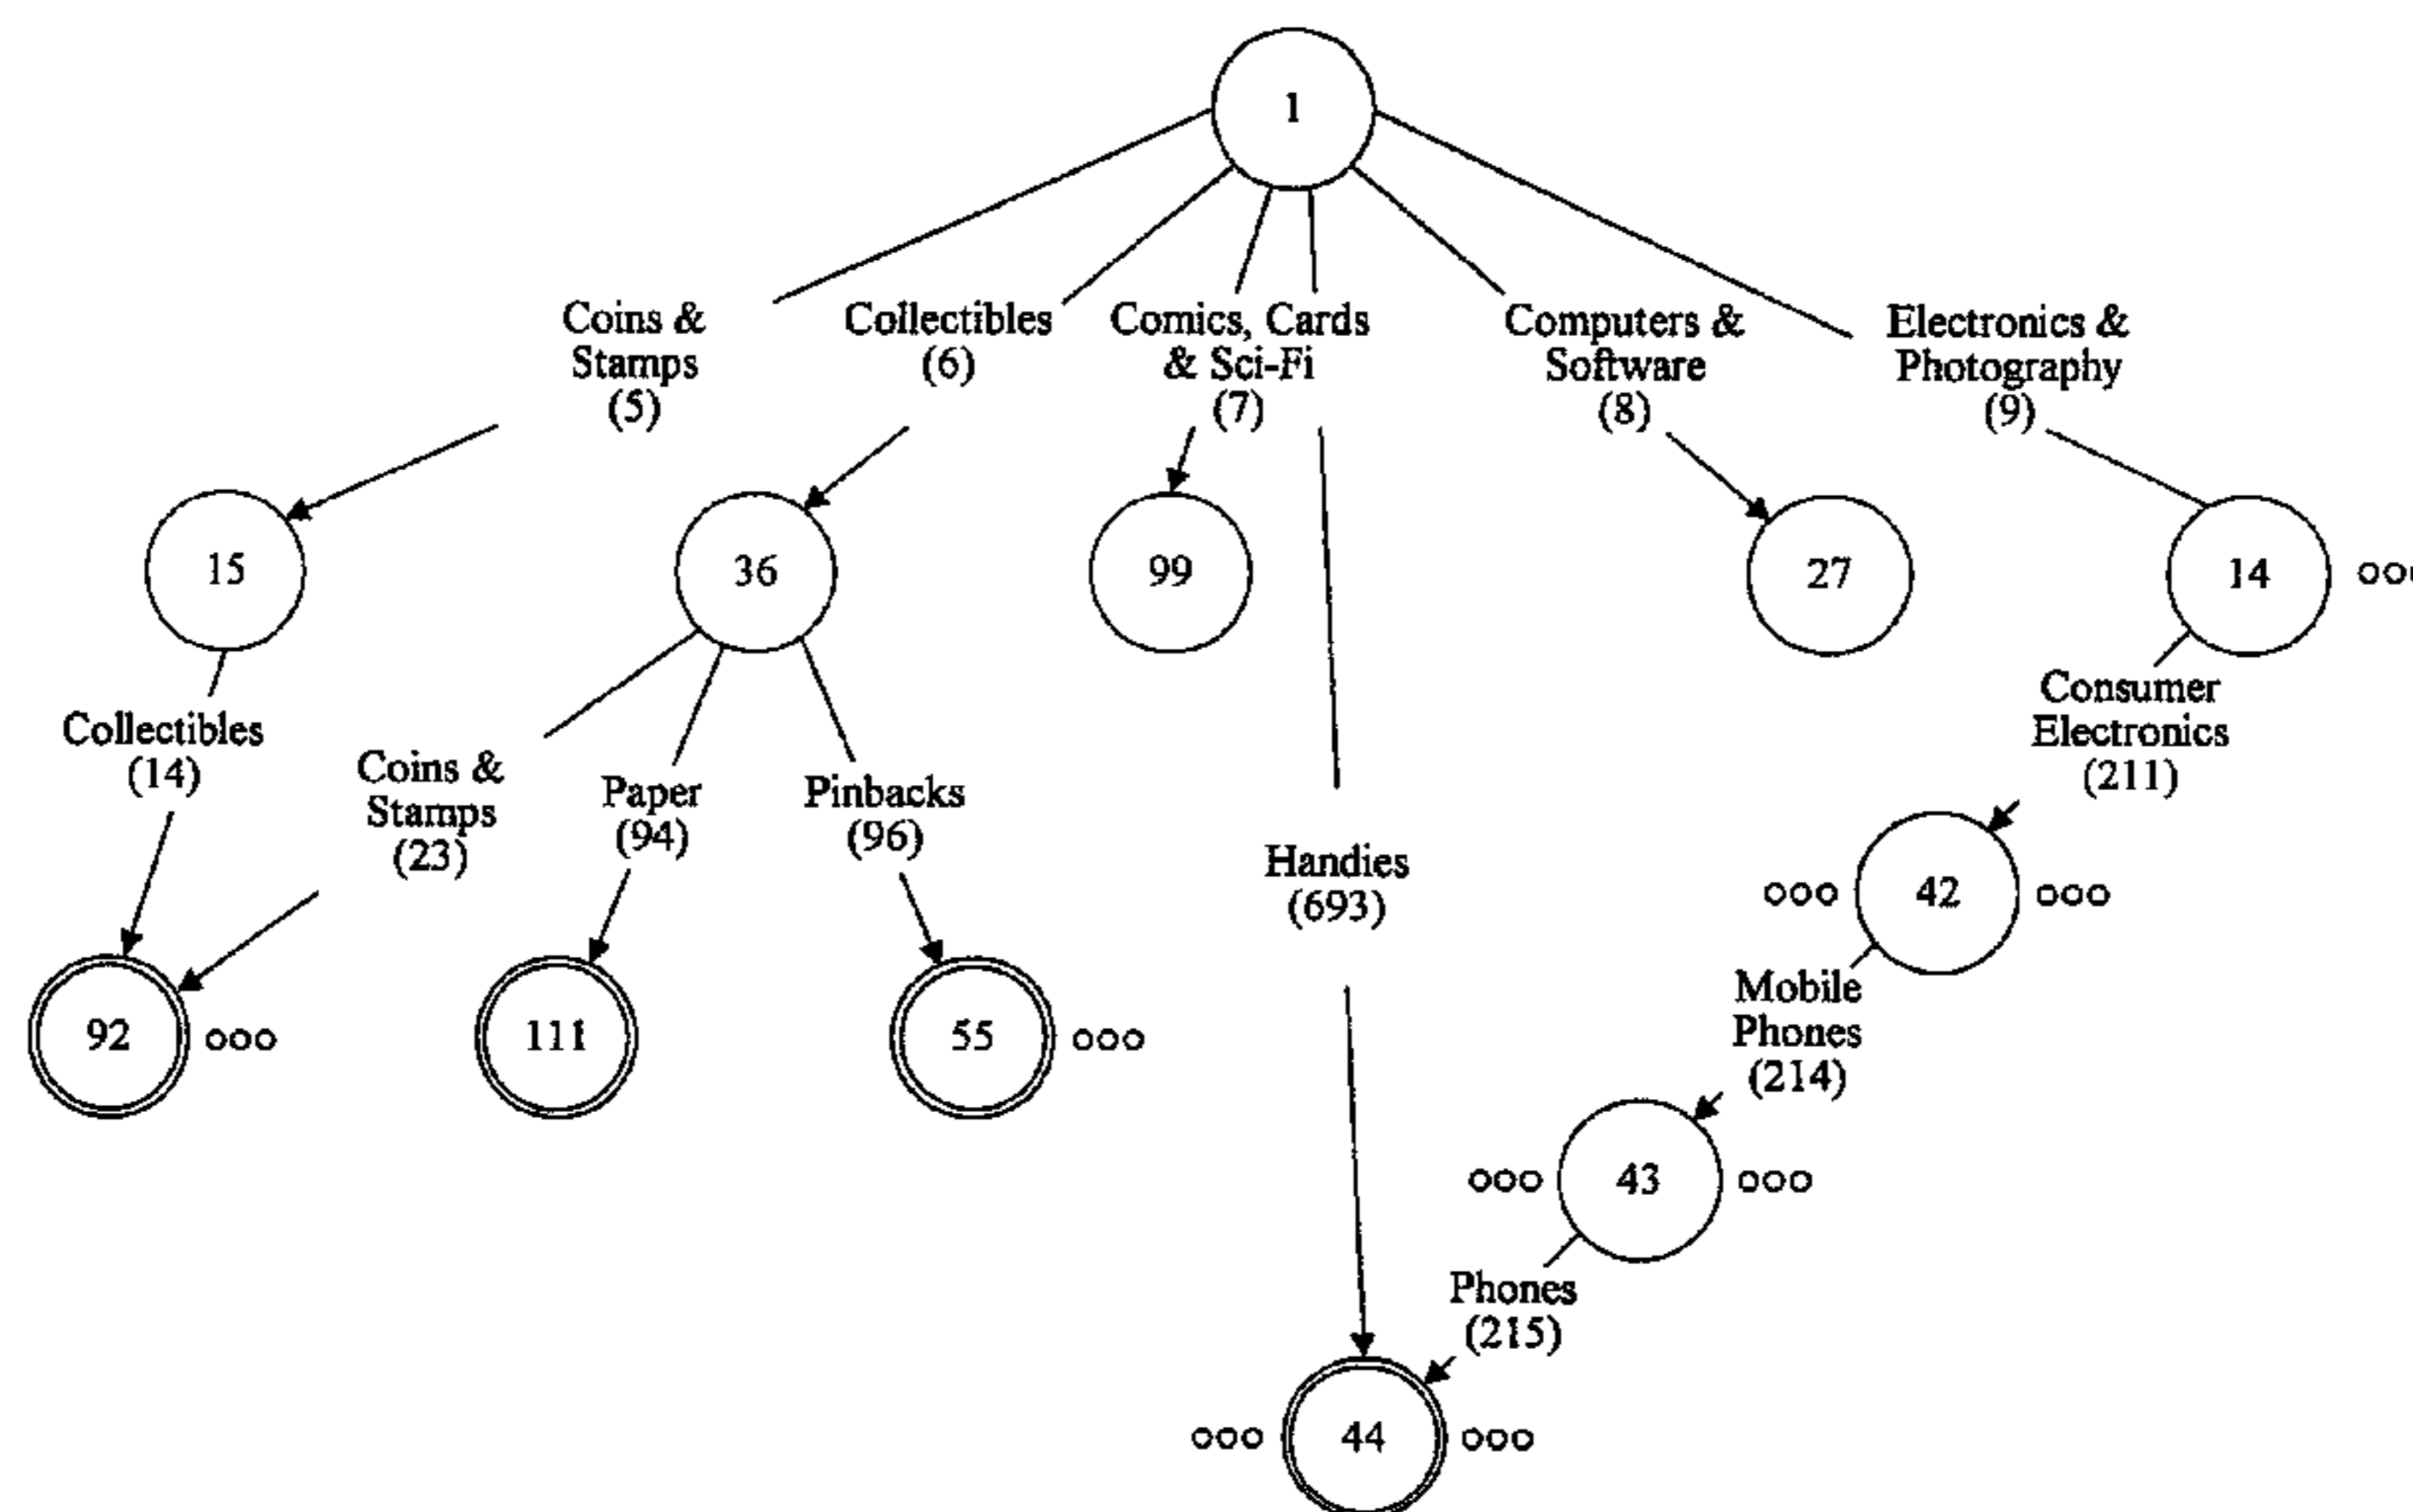 1
Coins &
Stamps
(5)
Collectibles
(6)
Comics, Cards
& Sci-Fi
(7)
Computers &
Software
(8)
Electronics &
Photography
(9)
15
36
99
27
14
Collectibles
(14)
Coins &
Stamps
(23)
Paper
(94)
Pinbacks
(96)
Handies
(693)
Consumer
Electronics
(211)
42
Mobile
Phones
(214)
92
111
55
43
Phones
(215)
44